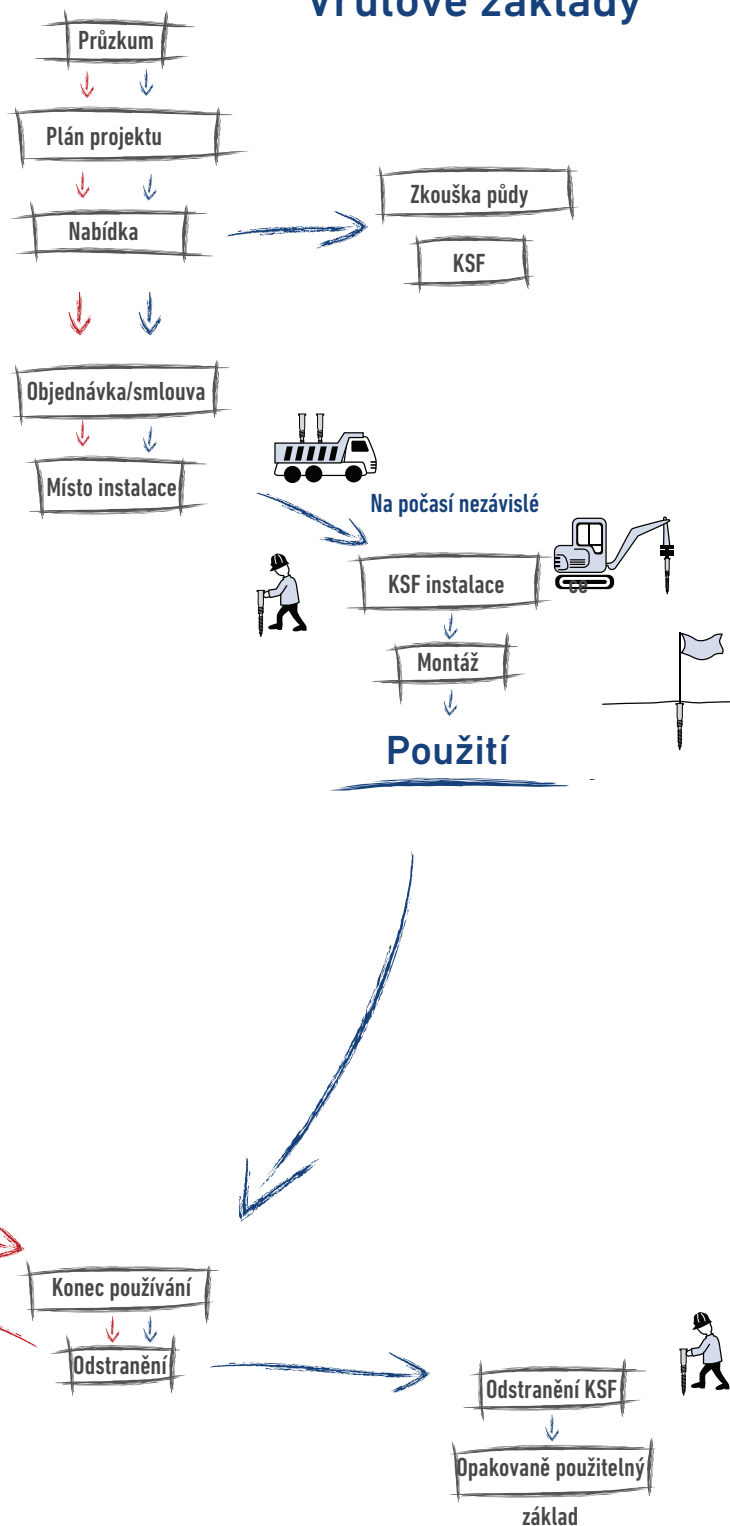 Vrutové základy
Průzkum
Plán projektu
Nabídka
Zkouška půdy
KSF
Objednávka/smlouva
Místo instalace
Na počasí nezávislé
KSF instalace
ce
Montáž
Použití
Konec používání
Odstranění
Odstranění KSF
Opakovaně použitelný
základ